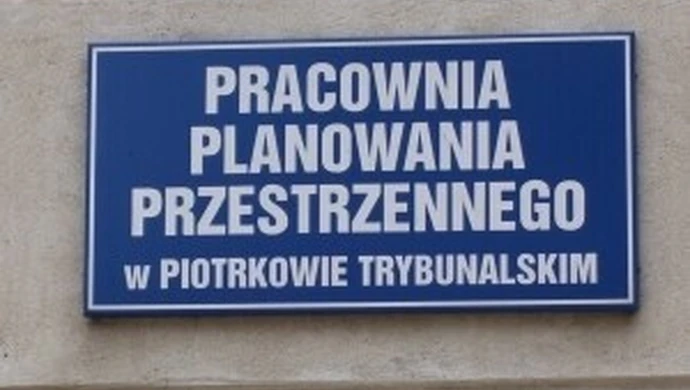 PRACOWNIA
PLANOWANIA
PRZESTRZENNEGO
w PIOTRKOWIE TRYBUNALSKIM